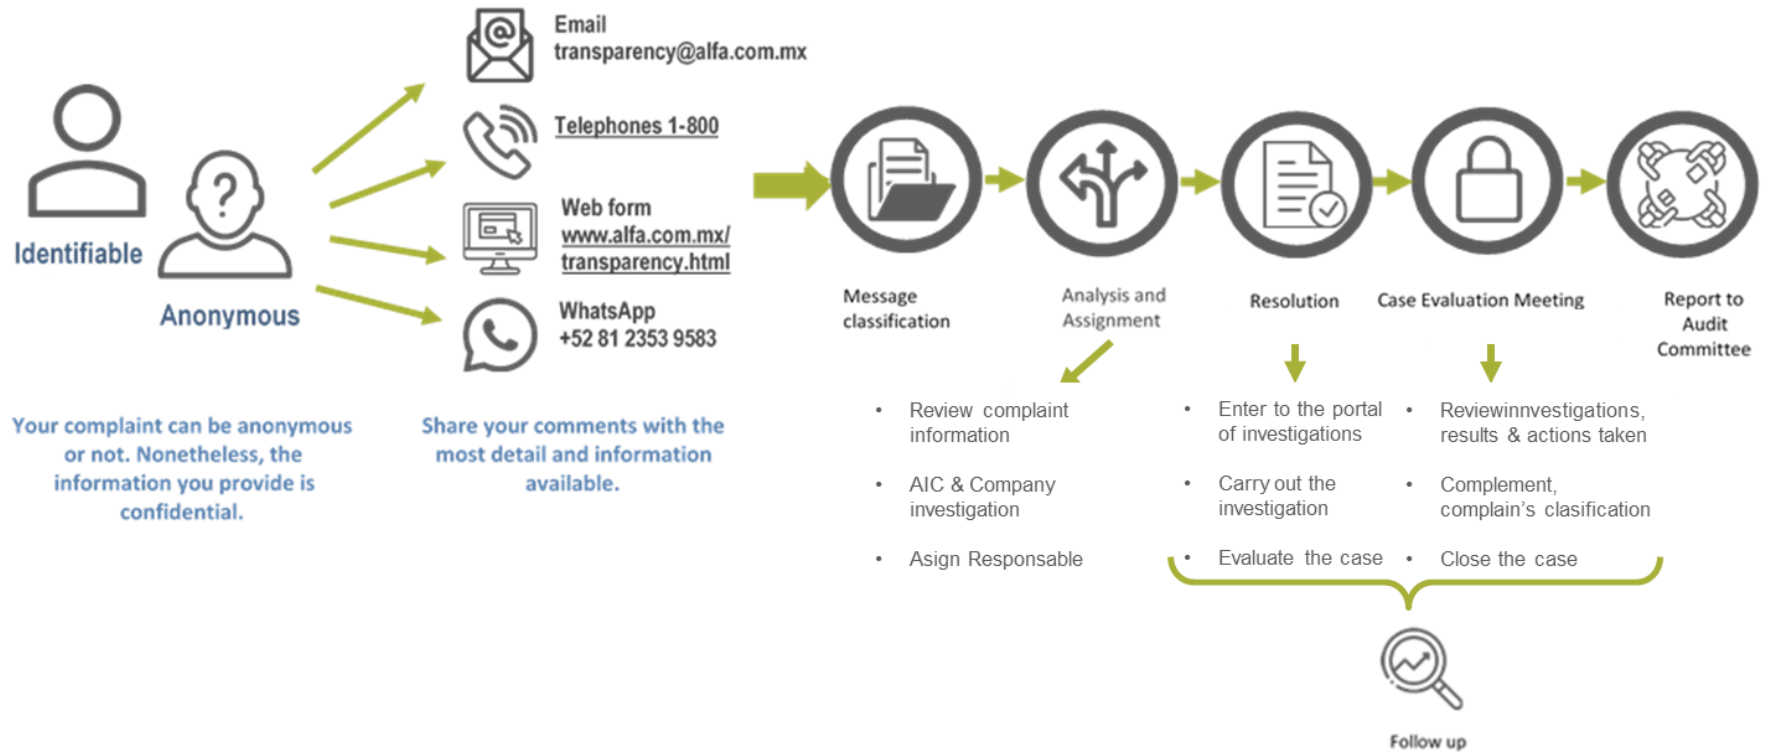 Identifiable
Anonymous
Your complaint can be anonymous
or not. Nonetheless, the
information you provide is
confidential.
Email
transparency@alfa.com.mx
Telephones 1-800
Web form
www.alfa.com.mx/
transparency.html
WhatsApp
+52 81 2353 9583
Share your comments with the
most detail and information
available.
Message
classification
Analysis and
Assignment
• Review complaint
information
• AIC & Company
investigation
• Asign Responsable
Resolution
• Enter to the portal
of investigations
• Carry out the
investigation
• Evaluate the case
Case Evaluation Meeting
• Reviewinnvestigations,
results & actions taken
• Complement,
complain's clasification
• Close the case
Report to
Audit
Committee
Follow up